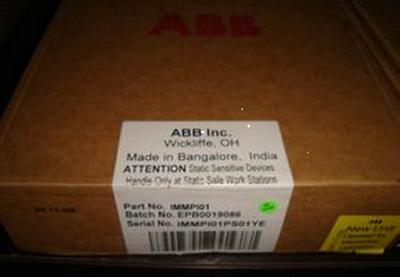 ABB
ABB Inc.
Wickliffe, OH
Made in Bangalore, India
ATTENTION Static Sensitive Devices
Handle Only at Static Safe Work Stations
Part No. IMMPI01
Batch No. EPB0019086
Serial No. IMMPI01PS01YE
ABB
New Unit